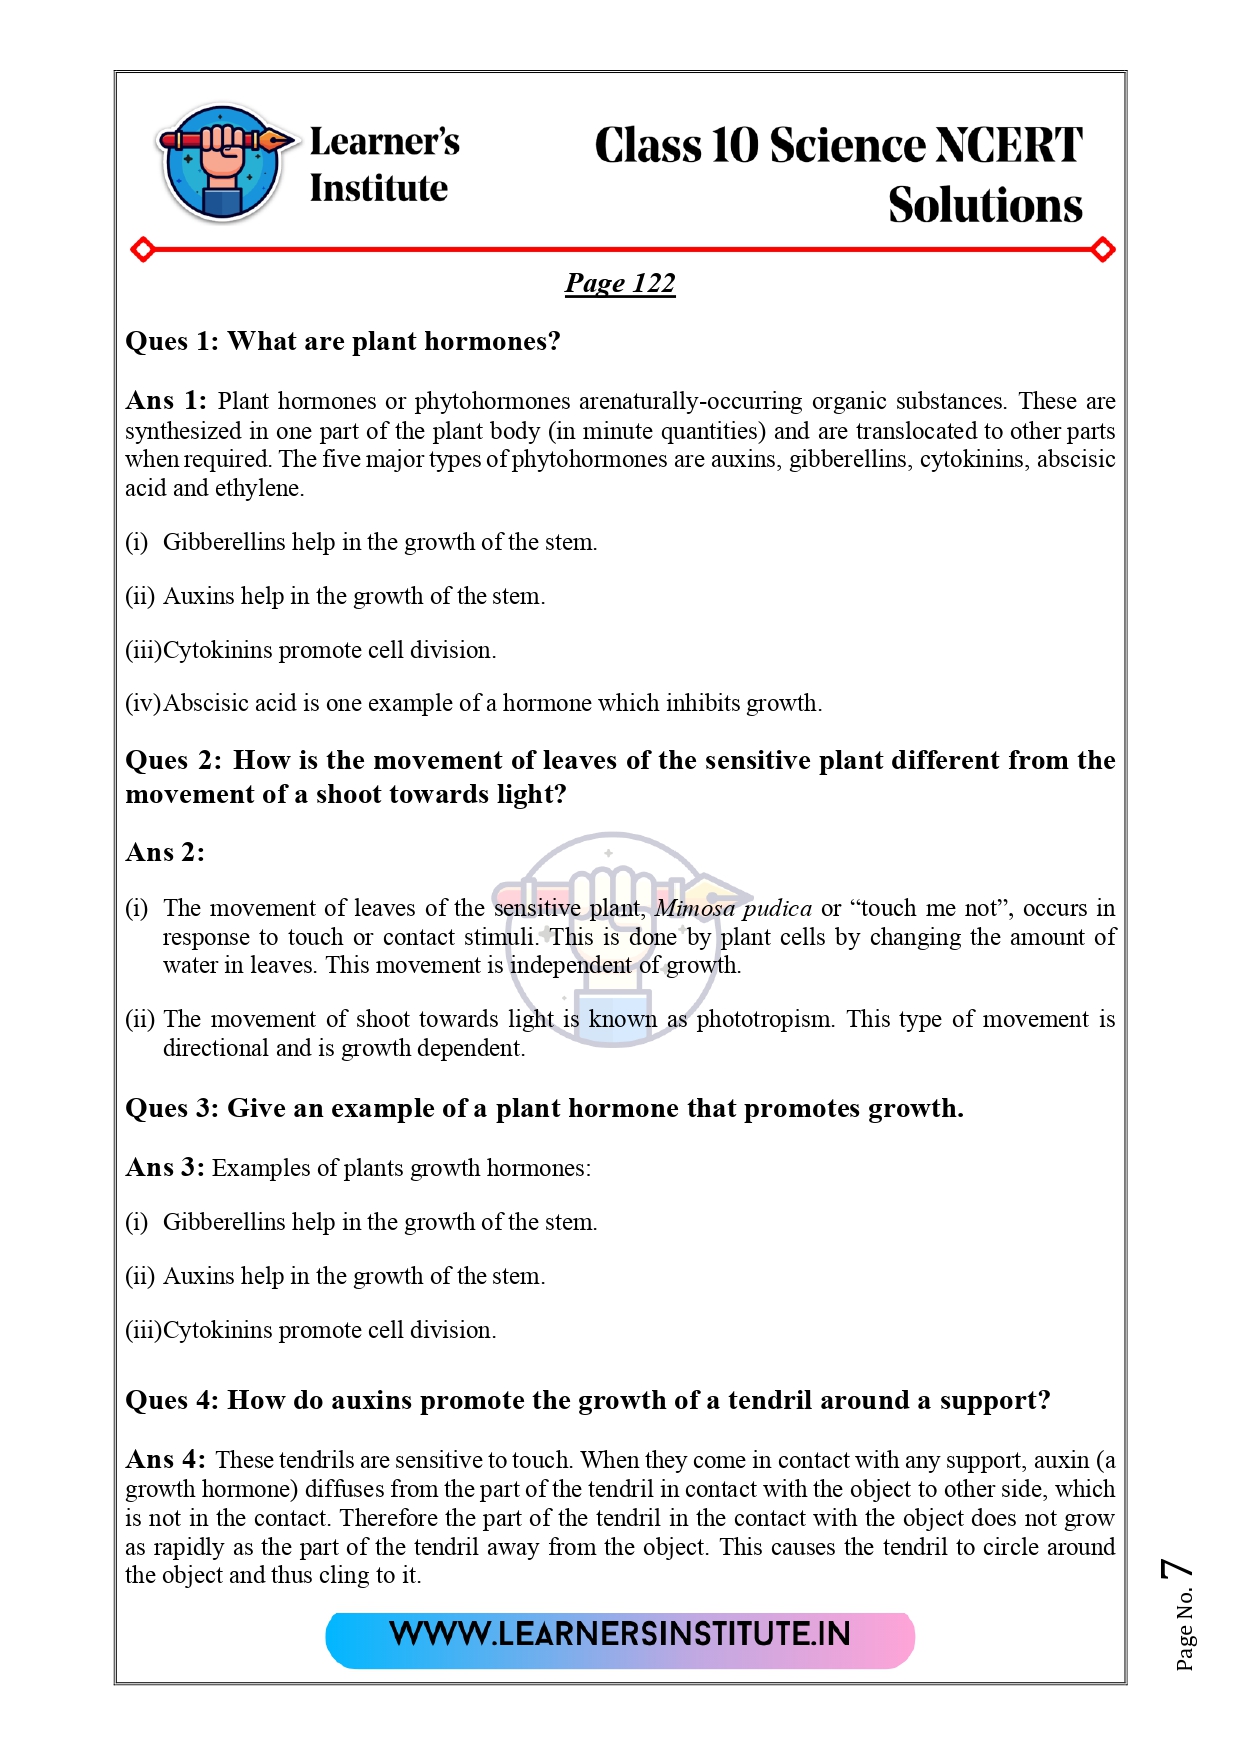 Learner's
Institute
Class 10 Science NCERT
Solutions
Page 122
Ques 1: What are plant hormones?
Ans 1: Plant hormones or phytohormones arenaturally-occurring organic substances. These are
synthesized in one part of the plant body (in minute quantities) and are translocated to other parts
when required. The five major types of phytohormones are auxins, gibberellins, cytokinins, abscisic
acid and ethylene.
(i) Gibberellins help in the growth of the stem.
(ii) Auxins help in the growth of the stem.
(iii)Cytokinins promote cell division.
(iv)Abscisic acid is one example of a hormone which inhibits growth.
Ques 2: How is the movement of leaves of the sensitive plant different from the
movement of a shoot towards light?
Ans 2:
(i) The movement of leaves of the sensitive plant, Mimosa pudica or “touch me not”, occurs in
response to touch or contact stimuli. This is done by plant cells by changing the amount of
water in leaves. This movement is independent of growth.
(ii) The movement of shoot towards light is known as phototropism. This type of movement is
directional and is growth dependent.
Ques 3: Give an example of a plant hormone that promotes growth.
Ans 3: Examples of plants growth hormones:
(i) Gibberellins help in the growth of the stem.
(ii) Auxins help in the growth of the stem.
(iii)Cytokinins promote cell division.
Ques 4: How do auxins promote the growth of a tendril around a support?
Ans 4: These tendrils are sensitive to touch. When they come in contact with any support, auxin (a
growth hormone) diffuses from the part of the tendril in contact with the object to other side, which
is not in the contact. Therefore the part of the tendril in the contact with the object does not grow
as rapidly as the part of the tendril away from the object. This causes the tendril to circle around
the object and thus cling to it.
WWW.LEARNERSINSTITUTE.IN
Page No. 7